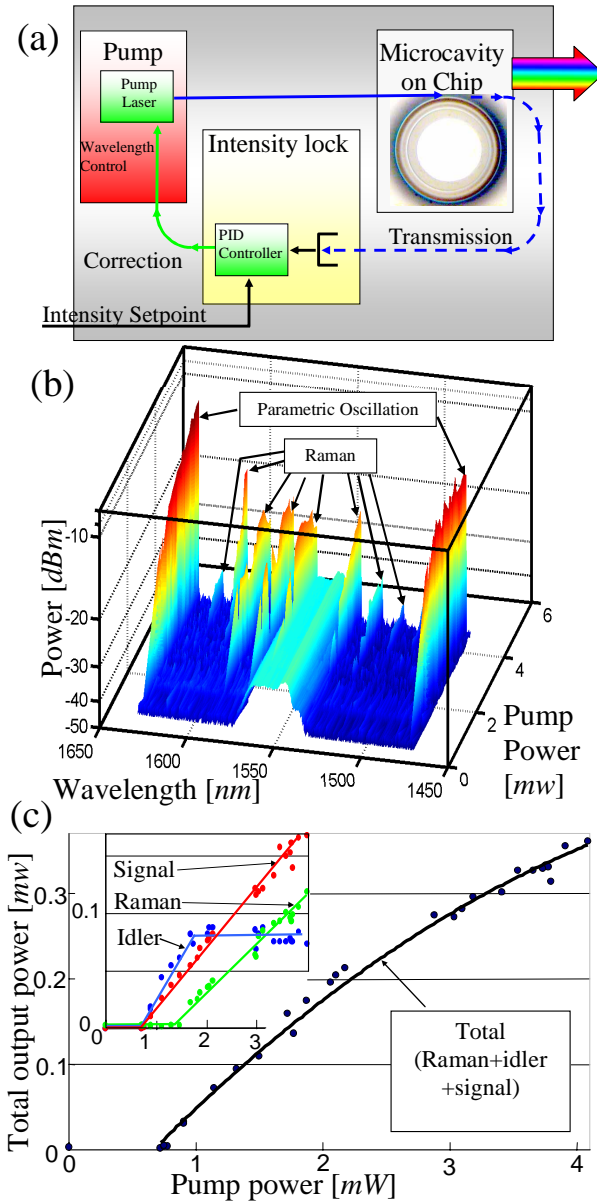 (a)
Pump
Pump
Laser
Wavelength
Control
Microcavity
on Chip
Intensity lock
PID
Controller
Transmission
Correction
Intensity Setpoint
(b)
Parametric Oscillation
Raman
Power [dBm]
-10
-20
-30
-40
-50
1650
1600
1550
1500
1450
Wavelength [nm]
0
2
4
6
Pump
Power
[mw]
(c)
Total output power [mw]
0.3
0.2
0.1
0
Signal
Raman
Idler
0.1
0
0
1
2
3
Total
(Raman+idler
+signal)
0
1
2
3
4
Pump power [mW]